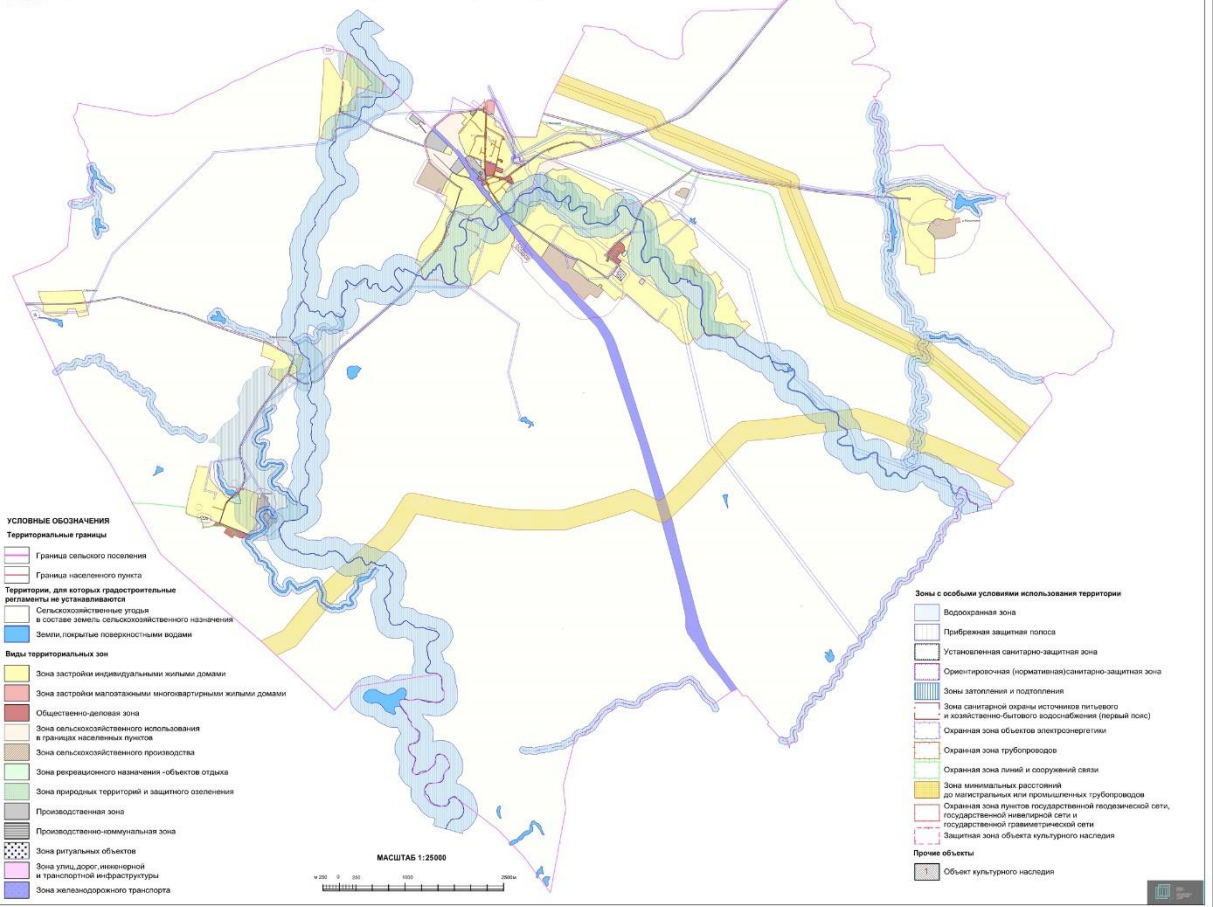 УСЛОВНЫЕ ОБОЗНАЧЕНИЯ
Территориальные границы
Граница сельского поселения
Граница населенного пункта
Территории, для которых градостроительные
регламенты не устанавливаются
Сельскохозяйственные угодья
в составе земель сельскохозяйственного назначения
Земли, покрытые поверхностными водами
Виды территориальных зон
Зона застройки индивидуальными жилыми домами
Зона застройки малоэтажными многоквартирными жилыми домами
Общественно-деловая зона
Зона сельскохозяйственного использования
в границах населенных пунктов
Зона сельскохозяйственного производства
Зона рекреационного назначения -объектов отдыха
Зона природных территорий и защитного озеленения
Производственная зона
Производственно-коммунальная зона
Зона ритуальных объектов
Зона улиц, дорог, инженерной
и транспортной инфраструктуры
Зона железнодорожного транспорта
МАСШТАБ 1:25000
м 250 0 250 1000 2500м
Зоны с особыми условиями использования территории
Водоохранная зона
Прибрежная защитная полоса
Установленная санитарно-защитная зона
Ориентировочная (нормативная)санитарно-защитная зона
Зоны затопления и подтопления
Зона санитарной охраны источников питьевого
и хозяйственно-бытового водоснабжения (первый пояс)
Охранная зона объектов электроэнергетики
Охранная зона трубопроводов
Охранная зона линий и сооружений связи
Зона минимальных расстояний
до магистральных или промышленных трубопроводов
Охранная зона пунктов государственной геодезической сети,
государственной нивелирной сети и
государственной гравиметрической сети
Защитная зона объекта культурного наследия
Прочие объекты
1 Объект культурного наследия